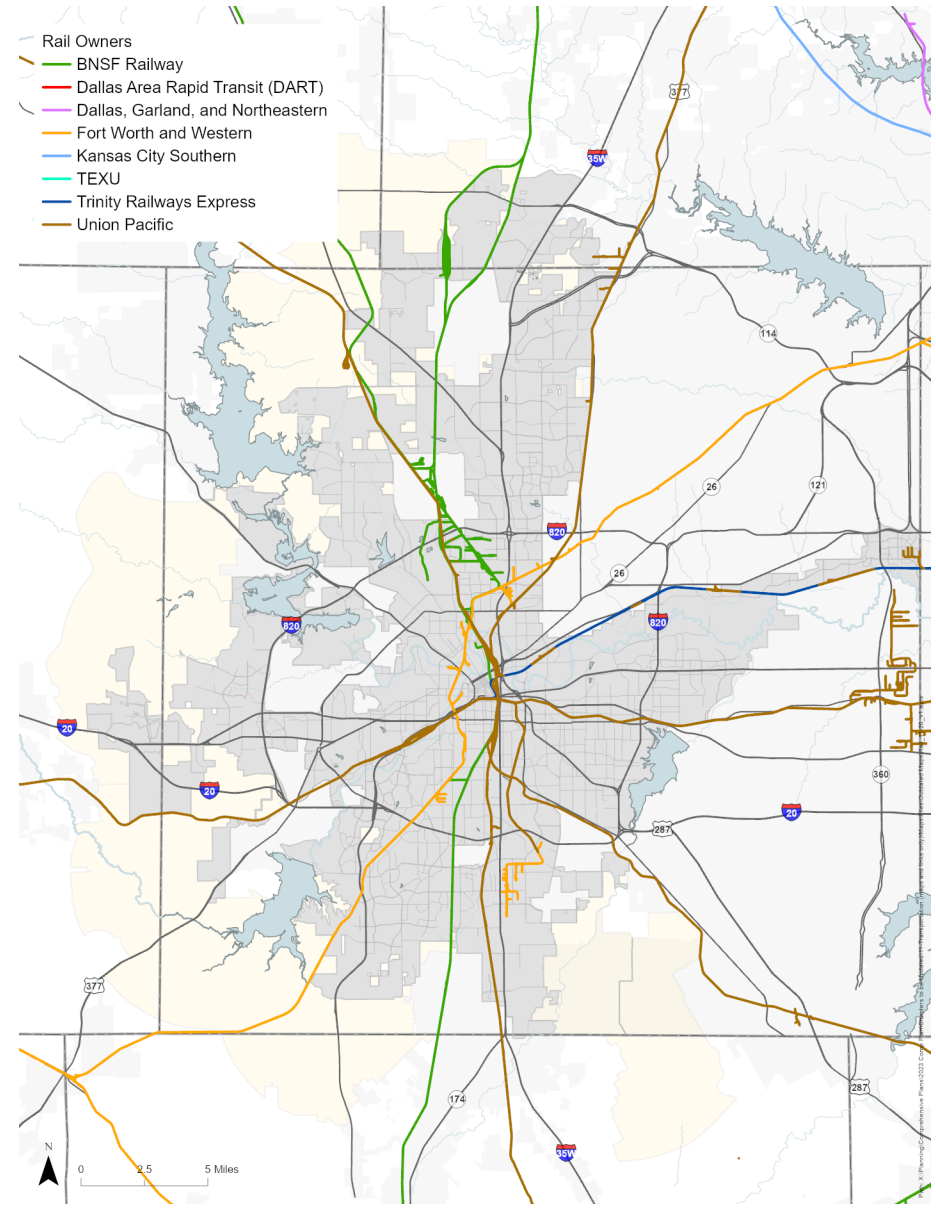 Rail Owners
BNSF Railway
Dallas Area Rapid Transit (DART)
Dallas, Garland, and Northeastern
Fort Worth and Western
Kansas City Southern
TEXU
Trinity Railways Express
Union Pacific
377
35W
114
26
121
820
26
820
820
20
360
20
20
287
377
174
287
35W
N
0 2.5 5 Miles